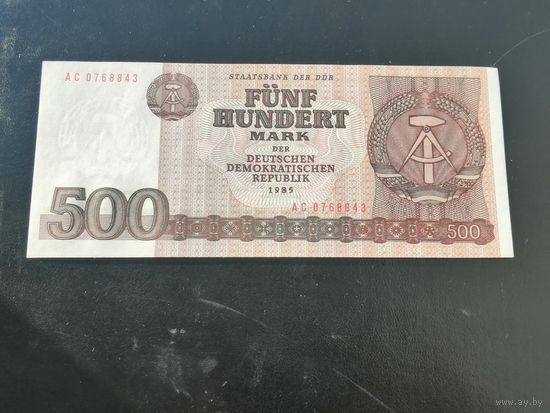 AC 0768843
STAATSBANK DER DDR
FÜNF
HUNDERT
MARK
DER
DEUTSCHEN
DEMOKRATISCHEN
REPUBLIK
1985
AC 0768843
500
500
www.ay.by